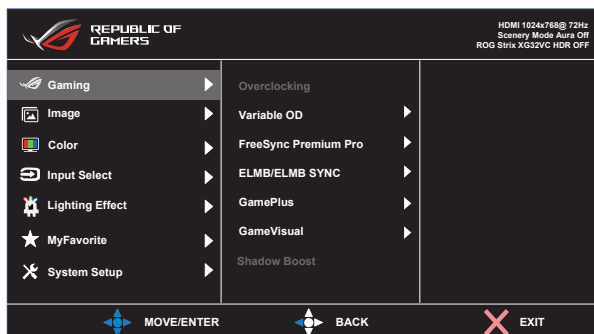 REPUBLIC OF
GAMERS
HDMI 1024x768@ 72Hz
Scenery Mode Aura Off
ROG Strix XG32VC HDR OFF
Gaming
Image
Color
Input Select
Lighting Effect
MyFavorite
System Setup
Overclocking
Variable OD
FreeSync Premium Pro
ELMB/ELMB SYNC
GamePlus
GameVisual
Shadow Boost
MOVE/ENTER
BACK
EXIT